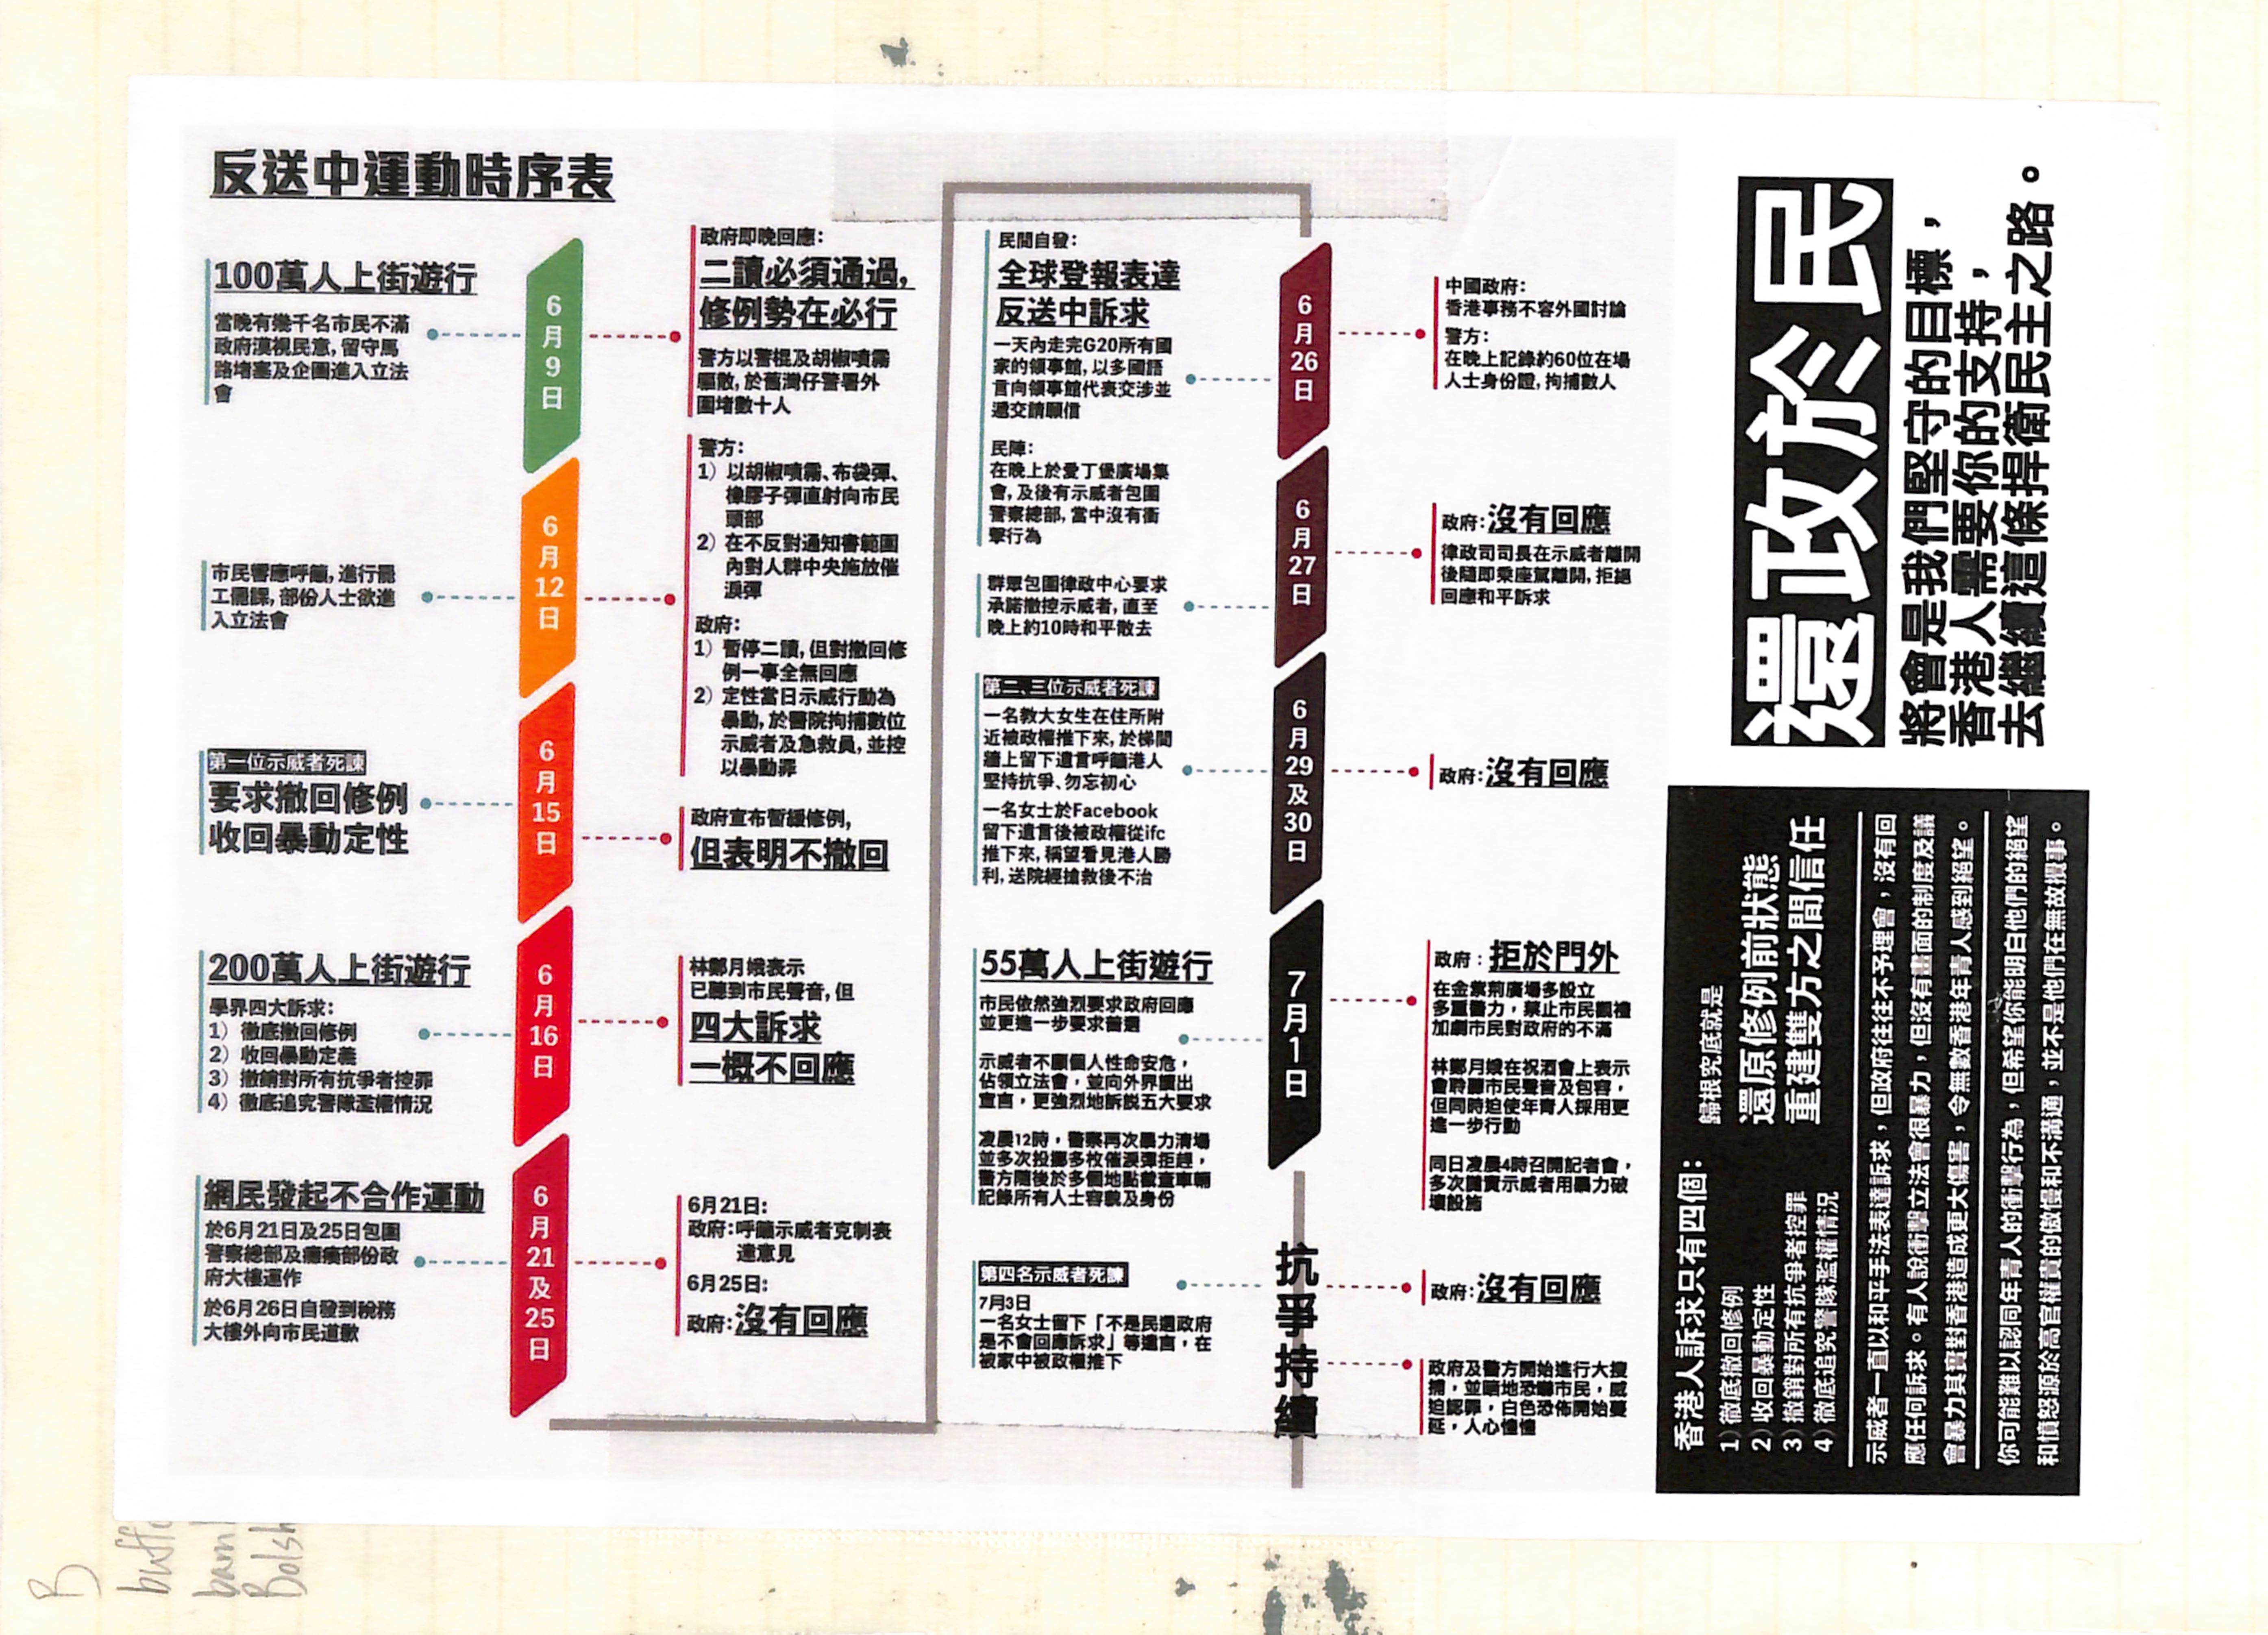 反送中運動時序表
100萬人上街遊行
當晚有幾千名市民不滿
政府漠視民意，留守馬
路堵塞及企圖進入立法
會
6月9日
政府即晚回應：
二讀必須通過，
修例勢在必行
警方以警棍及胡椒噴霧
驅散，於舊灣仔警署外
圍堵數十人
市民響應呼籲，進行罷
工罷課，部份人士欲進
入立法會
6月12日
警方：
1）以胡椒噴霧、布袋彈、
橡膠子彈直射向市民
頭部
2）在不反對通知書範圍
內對人群中央施放催
淚彈
政府：
1）暫停二讀，但對撤回修
例一事全無回應
2）定性當日示威行動為
暴動，於醫院拘捕數位
示威者及急救員，並控
以暴動罪
第一位示威者死諫
要求撤回修例
收回暴動定性
6月15日
政府宣布暫緩修例，
但表明不撤回
200萬人上街遊行
學界四大訴求：
1）徹底撤回修例
2）收回暴動定義
3）撤銷對所有抗爭者控罪
4）徹底追究警隊濫權情況
6月16日
林鄭月娥表示
已聽到市民聲音，但
四大訴求
一概不回應
網民發起不合作運動
於6月21日及25日包圍
警察總部及癱瘓部份政
府大樓運作
於6月26日自發到稅務
大樓外向市民道歉
6月21及25日
6月21日：
政府：呼籲示威者克制表
達意見
6月25日：
政府：沒有回應
民間自發：
全球登報表達
反送中訴求
一天內走完G20所有國
家的領事館，以多國語
言向領事館代表交涉並
遞交請願信
民陣：
在晚上於愛丁堡廣場集
會，及後有示威者包圍
警察總部，當中沒有衝
擊行為
6月26日
中國政府：
香港事務不容外國討論
警方：
在晚上記錄約60位在場
人士身份證，拘捕數人
群眾包圍律政中心要求
承諾撤控示威者，直至
晚上約10時和平散去
6月27日
政府：沒有回應
律政司司長在示威者離開
後隨即乘座駕離開，拒絕
回應和平訴求
第二、三位示威者死諫
一名教大女生在住所附
近被政權推下來，於梯間
牆上留下遺言呼籲港人
堅持抗爭、勿忘初心
一名女士於Facebook
留下遺言後被政權從ifc
推下來，稱望看見港人勝
利，送院經搶救後不治
6月29及30日
政府：沒有回應
55萬人上街遊行
市民依然強烈要求政府回應
並更進一步要求普選
示威者不顧個人性命安危，
佔領立法會，並向外界讀出
宣言，更強烈地訴說五大要求
凌晨12時，警察再次暴力清場
並多次投擲多枚催淚彈拒趕，
警方隨後於多個地點截查車輛
記錄所有人士容貌及身份
7月1日
政府：拒於門外
在金紫荊廣場多設立
多重警力，禁止市民觀禮
加劇市民對政府的不滿
林鄭月娥在祝酒會上表示
會聆聽市民聲音及包容，
但同時迫使年青人採用更
進一步行動
同日凌晨4時召開記者會，
多次譴責示威者用暴力破
壞設施
第四名示威者死諫
7月3日
一名女士留下「不是民選政府
是不會回應訴求」等遺言，在
被家中被政權推下
抗爭持續
政府：沒有回應
政府及警方開始進行大搜
捕，並暗地恐嚇市民，威
迫認罪，白色恐怖開始蔓
延，人心惶惶
還政於民
將會是我們堅守的目標，
香港人需要你的支持，
去繼續這條捍衛民主之路。
香港人訴求只有四個：
1）徹底撤回修例
2）收回暴動定性
3）撤銷對所有抗爭者控罪
4）徹底追究警隊濫權情況
歸根究底就是
還原修例前狀態
重建雙方之間信任
示威者一直以和平手法表達訴求，但政府往往不予理會，沒有回
應任何訴求。有人說衝擊立法會很暴力，但沒有畫面的制度及議
會暴力其實對香港造成更大傷害，令無數香港年青人感到絕望。
你可能難以認同年青人的衝擊行為，但希望你能明白他們的絕望
和憤怒源於高官權貴的傲慢和不溝通，並不是他們在無故攪事。
B